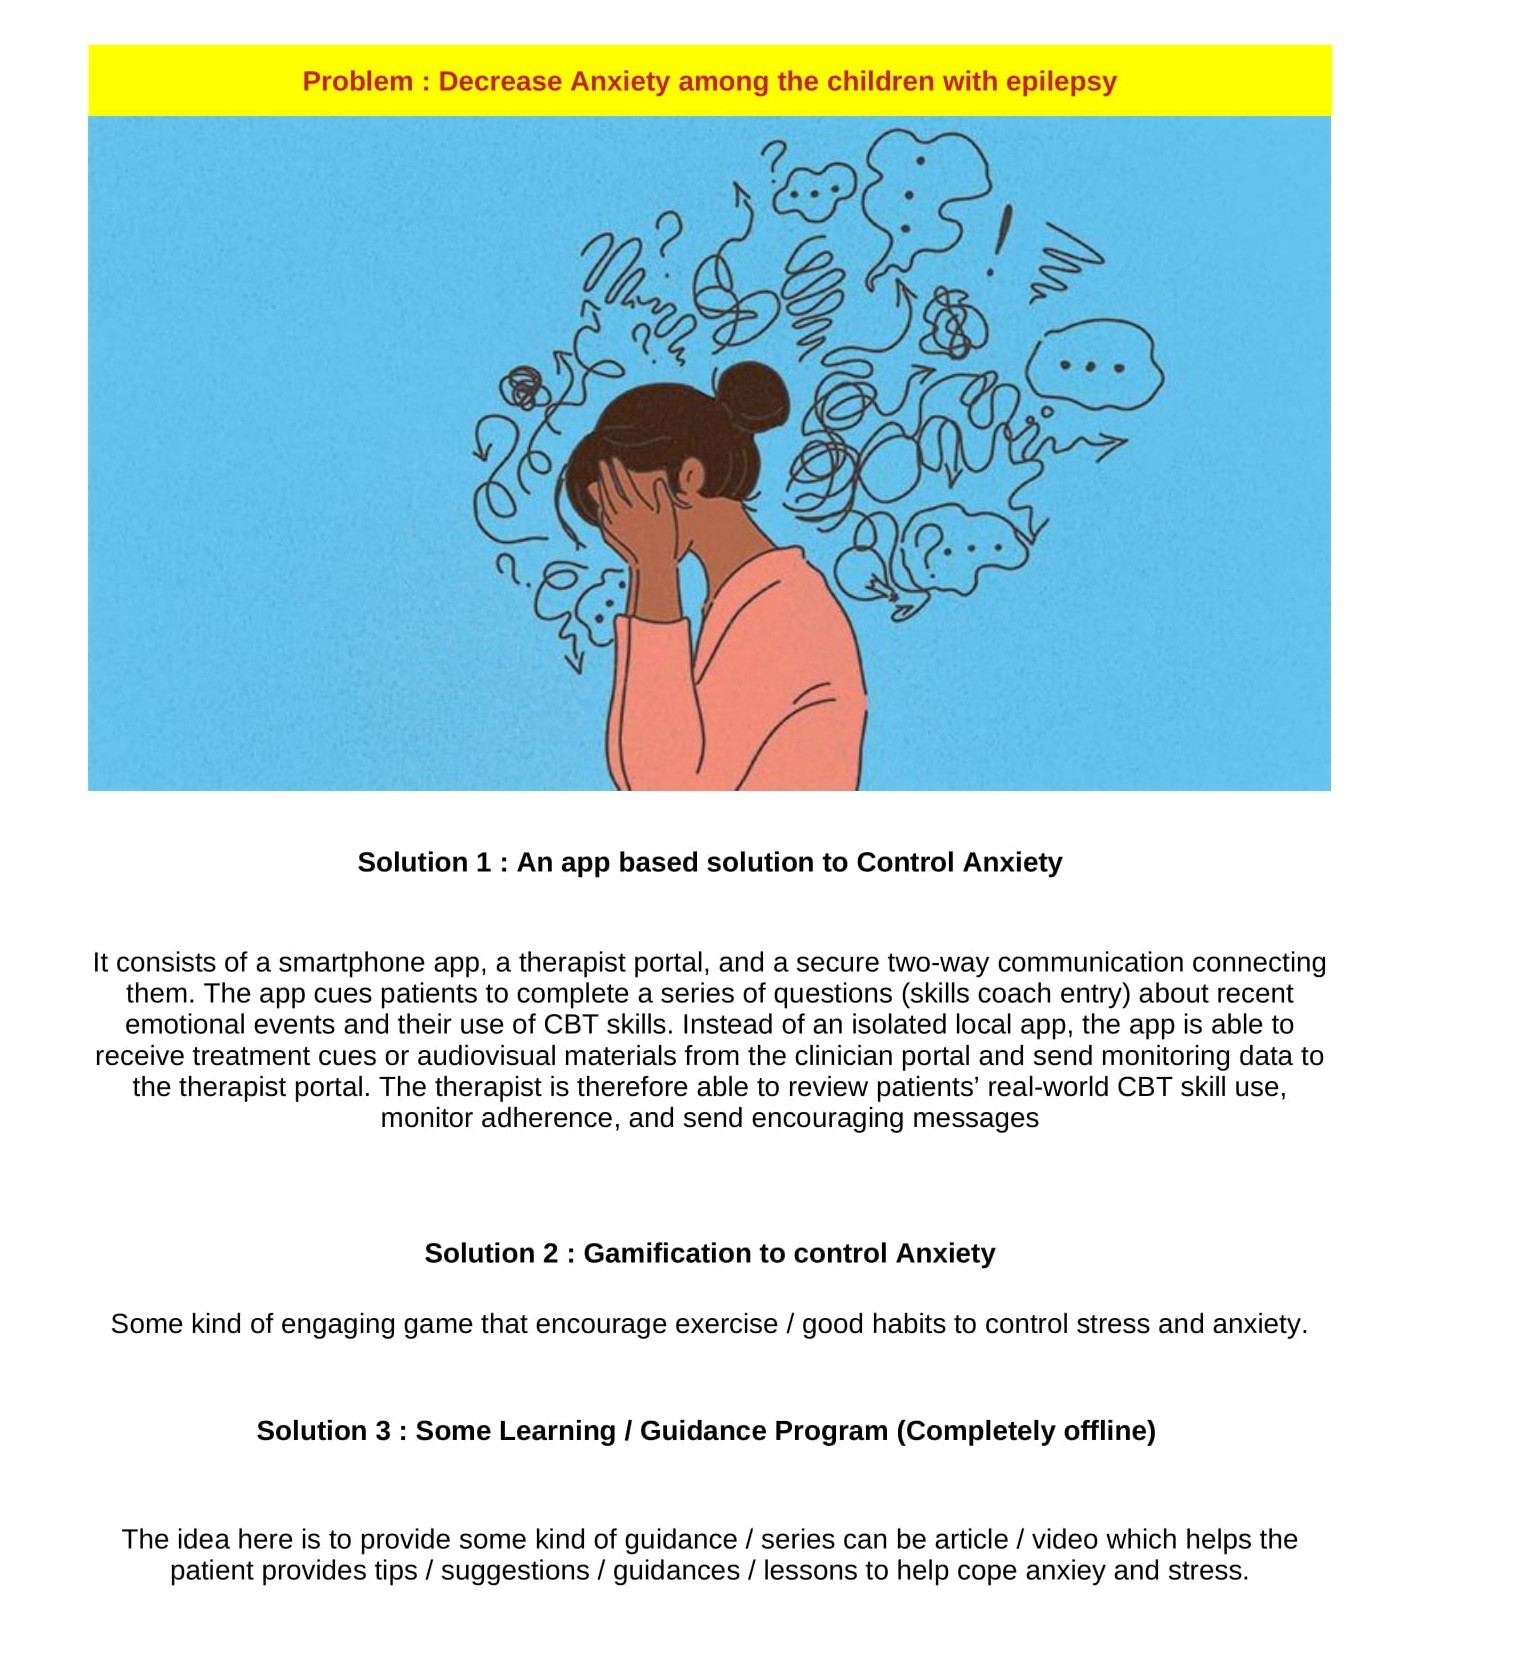 Problem : Decrease Anxiety among the children with epilepsy
? 
?
!
?
?
?
Solution 1 : An app based solution to Control Anxiety
It consists of a smartphone app, a therapist portal, and a secure two-way communication connecting
them. The app cues patients to complete a series of questions (skills coach entry) about recent
emotional events and their use of CBT skills. Instead of an isolated local app, the app is able to
receive treatment cues or audiovisual materials from the clinician portal and send monitoring data to
the therapist portal. The therapist is therefore able to review patients’ real-world CBT skill use,
monitor adherence, and send encouraging messages
Solution 2 : Gamification to control Anxiety
Some kind of engaging game that encourage exercise / good habits to control stress and anxiety.
Solution 3 : Some Learning / Guidance Program (Completely offline)
The idea here is to provide some kind of guidance / series can be article / video which helps the
patient provides tips / suggestions / guidances / lessons to help cope anxiey and stress.